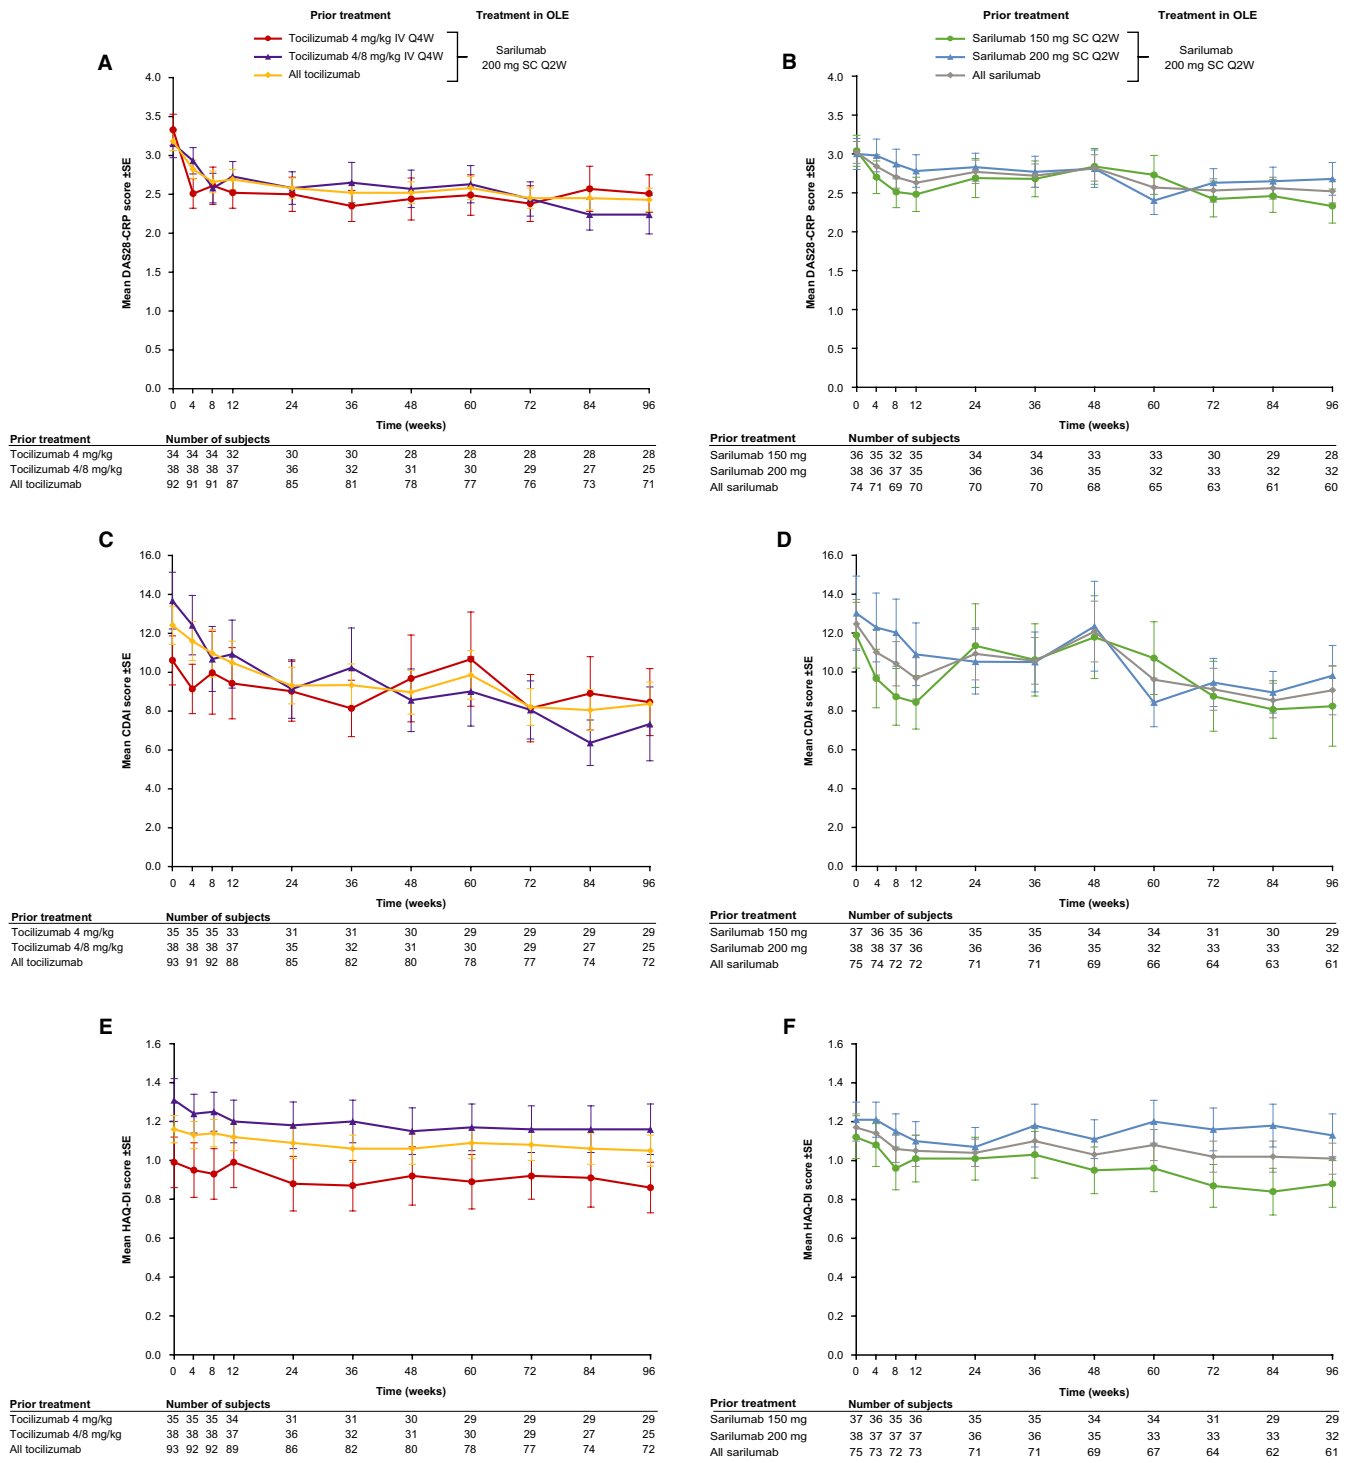 Prior treatment Treatment in OLE
Tocilizumab 4 mg/kg IV Q4W
Tocilizumab 4/8 mg/kg IV Q4W
All tocilizumab
Sarilumab
200 mg SC Q2W
Prior treatment Treatment in OLE
Sarilumab 150 mg SC Q2W
Sarilumab 200 mg SC Q2W
All sarilumab
Sarilumab
200 mg SC Q2W
A
Mean DAS28-CRP score ±SE
4.0
3.5
3.0
2.5
2.0
1.5
1.0
0.5
0.0
0 4 8 12 24 36 48 60 72 84 96
Time (weeks)
Prior treatment Number of subjects
Tocilizumab 4 mg/kg 34 34 34 32 30 30 28 28 28 28 28
Tocilizumab 4/8 mg/kg 38 38 38 37 36 32 31 30 29 27 25
All tocilizumab 92 91 91 87 85 81 78 77 76 73 71
B
Mean DAS28-CRP score ±SE
4.0
3.5
3.0
2.5
2.0
1.5
1.0
0.5
0.0
0 4 8 12 24 36 48 60 72 84 96
Time (weeks)
Prior treatment Number of subjects
Sarilumab 150 mg 36 35 32 35 34 34 33 33 30 29 28
Sarilumab 200 mg 38 36 37 35 36 36 35 32 33 32 32
All sarilumab 74 71 69 70 70 70 68 65 63 61 60
C
Mean CDAI score ±SE
16.0
14.0
12.0
10.0
8.0
6.0
4.0
2.0
0.0
0 4 8 12 24 36 48 60 72 84 96
Time (weeks)
Prior treatment Number of subjects
Tocilizumab 4 mg/kg 35 35 35 33 31 31 30 29 29 29 29
Tocilizumab 4/8 mg/kg 38 38 38 37 35 32 31 30 29 27 25
All tocilizumab 93 91 92 88 85 82 80 78 77 74 72
D
Mean CDAI score ±SE
16.0
14.0
12.0
10.0
8.0
6.0
4.0
2.0
0.0
0 4 8 12 24 36 48 60 72 84 96
Time (weeks)
Prior treatment Number of subjects
Sarilumab 150 mg 37 36 35 36 35 35 34 34 31 30 29
Sarilumab 200 mg 38 38 37 36 36 36 35 32 33 33 32
All sarilumab 75 74 72 72 71 71 69 66 64 63 61
E
Mean HAQ-DI score ±SE
1.6
1.4
1.2
1.0
0.8
0.6
0.4
0.2
0.0
0 4 8 12 24 36 48 60 72 84 96
Time (weeks)
Prior treatment Number of subjects
Tocilizumab 4 mg/kg 35 35 35 34 31 31 30 29 29 29 29
Tocilizumab 4/8 mg/kg 38 38 38 37 36 32 31 30 29 27 25
All tocilizumab 93 92 92 89 86 82 80 78 77 74 72
F
Mean HAQ-DI score ±SE
1.6
1.4
1.2
1.0
0.8
0.6
0.4
0.2
0.0
0 4 8 12 24 36 48 60 72 84 96
Time (weeks)
Prior treatment Number of subjects
Sarilumab 150 mg 37 36 35 36 35 35 34 34 31 29 29
Sarilumab 200 mg 38 37 37 37 36 36 35 33 33 33 32
All sarilumab 75 73 72 73 71 71 69 67 64 62 61